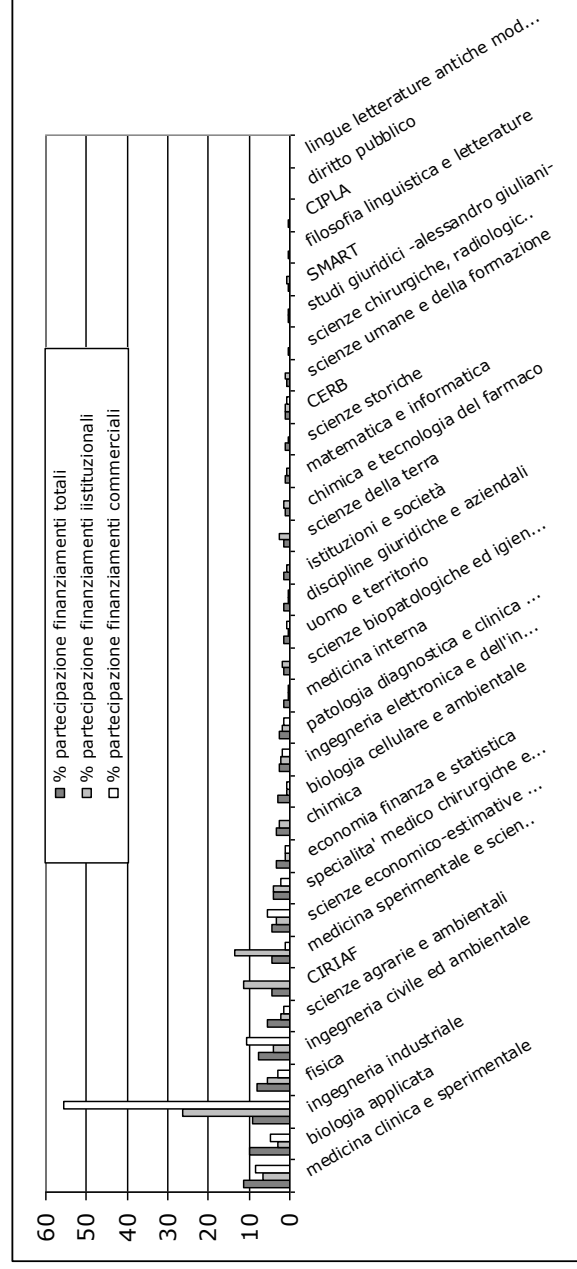 % partecipazione finanziamenti totali
% partecipazione finanziamenti iistituzionali
% partecipazione finanziamenti commerciali
60
50
40
30
20
10
0
medicina clinica e sperimentale
biologia applicata
ingegneria industriale
fisica
ingegneria civile ed ambientale
scienze agrarie e ambientali
CIRIAF
medicina sperimentale e scien..
scienze economico-estimative ...
specialita' medico chirurgiche e...
economia finanza e statistica
chimica
biologia cellulare e ambientale
ingegneria elettronica e dell'in...
patologia diagnostica e clinica ...
medicina interna
scienze biopatologiche ed igien...
uomo e territorio
discipline giuridiche e aziendali
istituzioni e società
scienze della terra
chimica e tecnologia del farmaco
matematica e informatica
scienze storiche
CERB
scienze umane e della formazione
scienze chirurgiche, radiologic..
studi giuridici -alessandro giuliani-
SMART
filosofia linguistica e letterature
CIPLA
diritto pubblico
lingue letterature antiche mod...